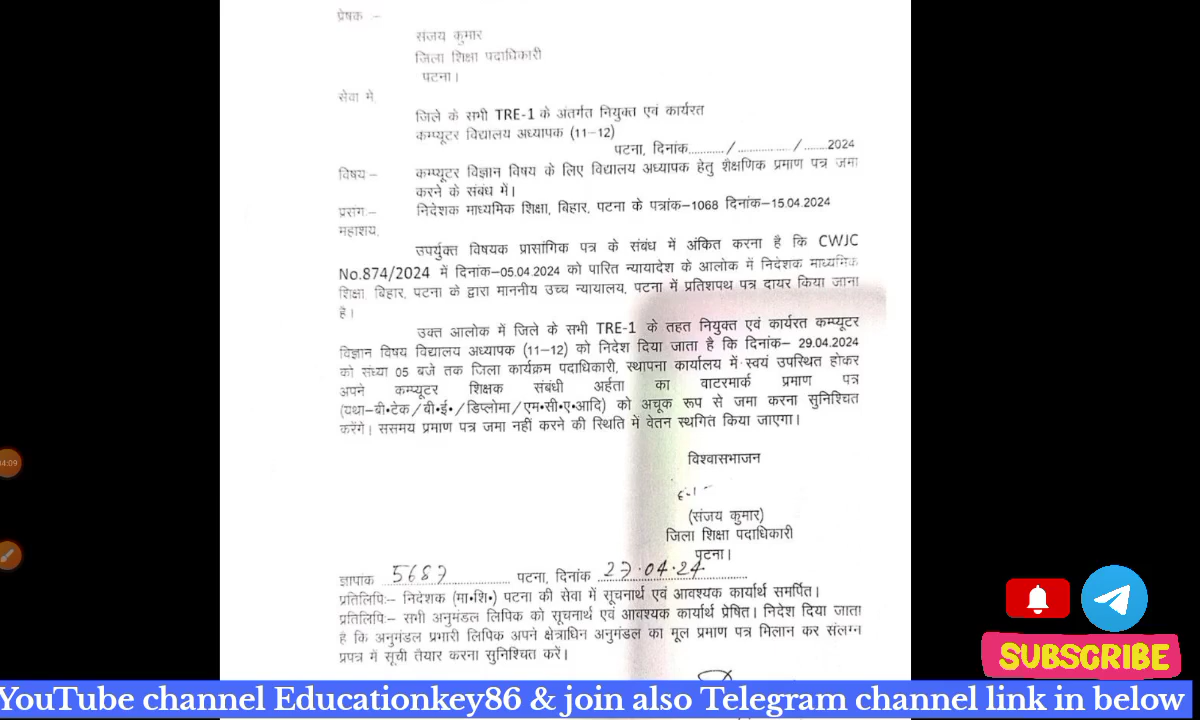 प्रेषक –
संजय कुमार
जिला शिक्षा पदाधिकारी
पटना।
सेवा में,
जिले के सभी TRE-1 के अंतर्गत नियुक्त एवं कार्यरत
कम्प्यूटर विद्यालय अध्यापक (11–12)
पटना, दिनांक........../................/.......2024
विषय – कम्प्यूटर विज्ञान विषय के लिए विद्यालय अध्यापक हेतु शैक्षणिक प्रमाण पत्र जमा
करने के संबंध में।
प्रसंग:– निदेशक माध्यमिक शिक्षा, बिहार, पटना के पत्रांक–1068 दिनांक–15.04.2024
महाशय,
उपर्युक्त विषयक प्रासांगिक पत्र के संबंध में अंकित करना है कि CWJC
No.874/2024 में दिनांक–05.04.2024 को पारित न्यायादेश के आलोक में निदेशक माध्यमिक
शिक्षा, बिहार, पटना के द्वारा माननीय उच्च न्यायालय, पटना में प्रतिशपथ पत्र दायर किया जाना
है।
उक्त आलोक में जिले के सभी TRE-1 के तहत नियुक्त एवं कार्यरत कम्प्यूटर
विज्ञान विषय विद्यालय अध्यापक (11–12) को निदेश दिया जाता है कि दिनांक– 29.04.2024
को संध्या 05 बजे तक जिला कार्यक्रम पदाधिकारी, स्थापना कार्यालय में स्वयं उपस्थित होकर
अपने कम्प्यूटर शिक्षक संबंधी अर्हता का वाटरमार्क प्रमाण पत्र
(यथा–बी॰टेक/बी॰ई॰/डिप्लोमा/एम॰सी॰ए॰आदि) को अचूक रूप से जमा करना सुनिश्चित
करेंगे। ससमय प्रमाण पत्र जमा नहीं करने की स्थिति में वेतन स्थगित किया जाएगा।
विश्वासभाजन
(संजय कुमार)
जिला शिक्षा पदाधिकारी
पटना।
ज्ञापांक 5687 पटना, दिनांक 27.04.24
प्रतिलिपि:– निदेशक (मा॰शि॰) पटना की सेवा में सूचनार्थ एवं आवश्यक कार्यार्थ समर्पित।
प्रतिलिपि:– सभी अनुमंडल लिपिक को सूचनार्थ एवं आवश्यक कार्यार्थ प्रेषित। निदेश दिया जाता
है कि अनुमंडल प्रभारी लिपिक अपने क्षेत्राधिन अनुमंडल का मूल प्रमाण पत्र मिलान कर संलग्न
प्रपत्र में सूची तैयार करना सुनिश्चित करें।
04:09
SUBSCRIBE
YouTube channel Educationkey86 & join also Telegram channel link in below